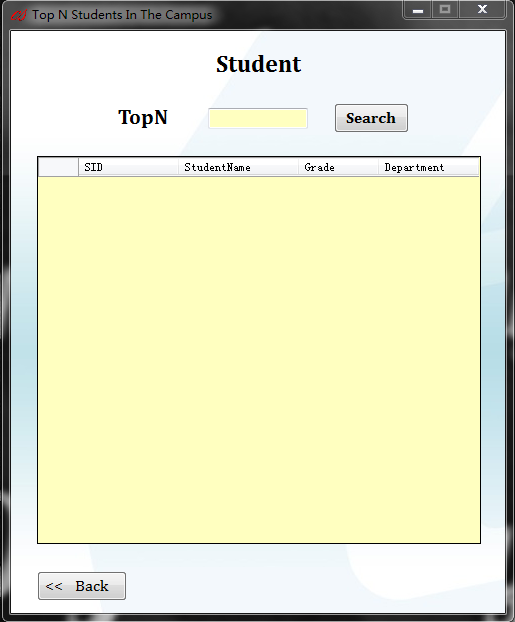 Top N Students In The Campus
Student
TopN Search
SID StudentName Grade Department
<< Back